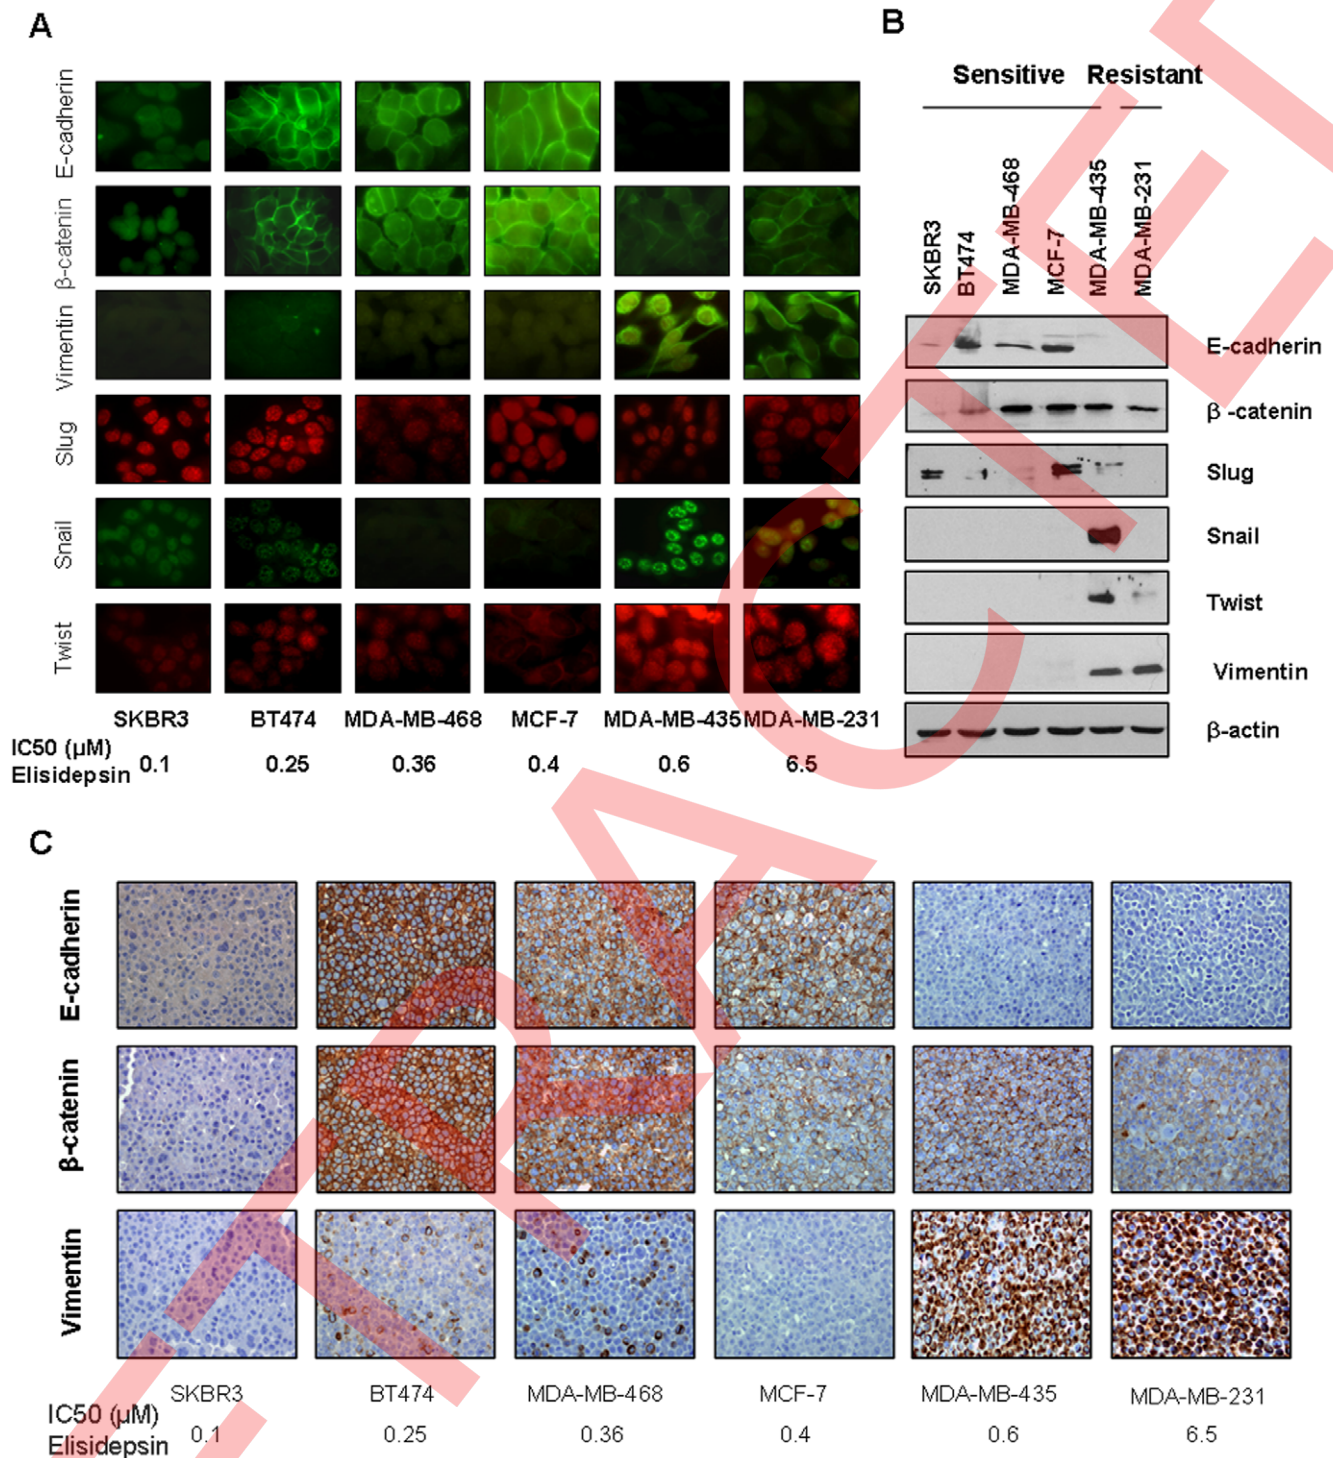 A
E-cadherin
β-catenin
Vimentin
Slug
Snail
Twist
SKBR3 BT474 MDA-MB-468 MCF-7 MDA-MB-435 MDA-MB-231
IC50 (µM)
Elisidepsin 0.1 0.25 0.36 0.4 0.6 6.5
B
Sensitive Resistant
SKBR3
BT474
MDA-MB-468
MCF-7
MDA-MB-435
MDA-MB-231
E-cadherin
β -catenin
Slug
Snail
Twist
Vimentin
β-actin
C
E-cadherin
β-catenin
Vimentin
SKBR3 BT474 MDA-MB-468 MCF-7 MDA-MB-435 MDA-MB-231
IC50 (µM)
Elisidepsin 0.1 0.25 0.36 0.4 0.6 6.5